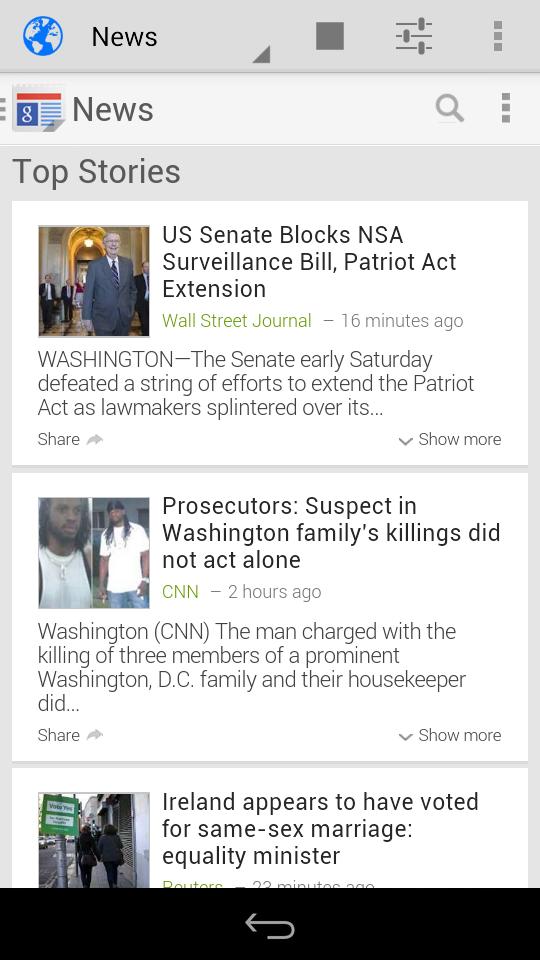 News
g
News
Top Stories
US Senate Blocks NSA
Surveillance Bill, Patriot Act
Extension
Wall Street Journal – 16 minutes ago
WASHINGTON—The Senate early Saturday
defeated a string of efforts to extend the Patriot
Act as lawmakers splintered over its...
Share
Show more
Prosecutors: Suspect in
Washington family's killings did
not act alone
CNN – 2 hours ago
Washington (CNN) The man charged with the
killing of three members of a prominent
Washington, D.C. family and their housekeeper
did...
Share
Show more
Vote Yes
Ireland appears to have voted
for same-sex marriage:
equality minister
Reuters – 23 minutes ago